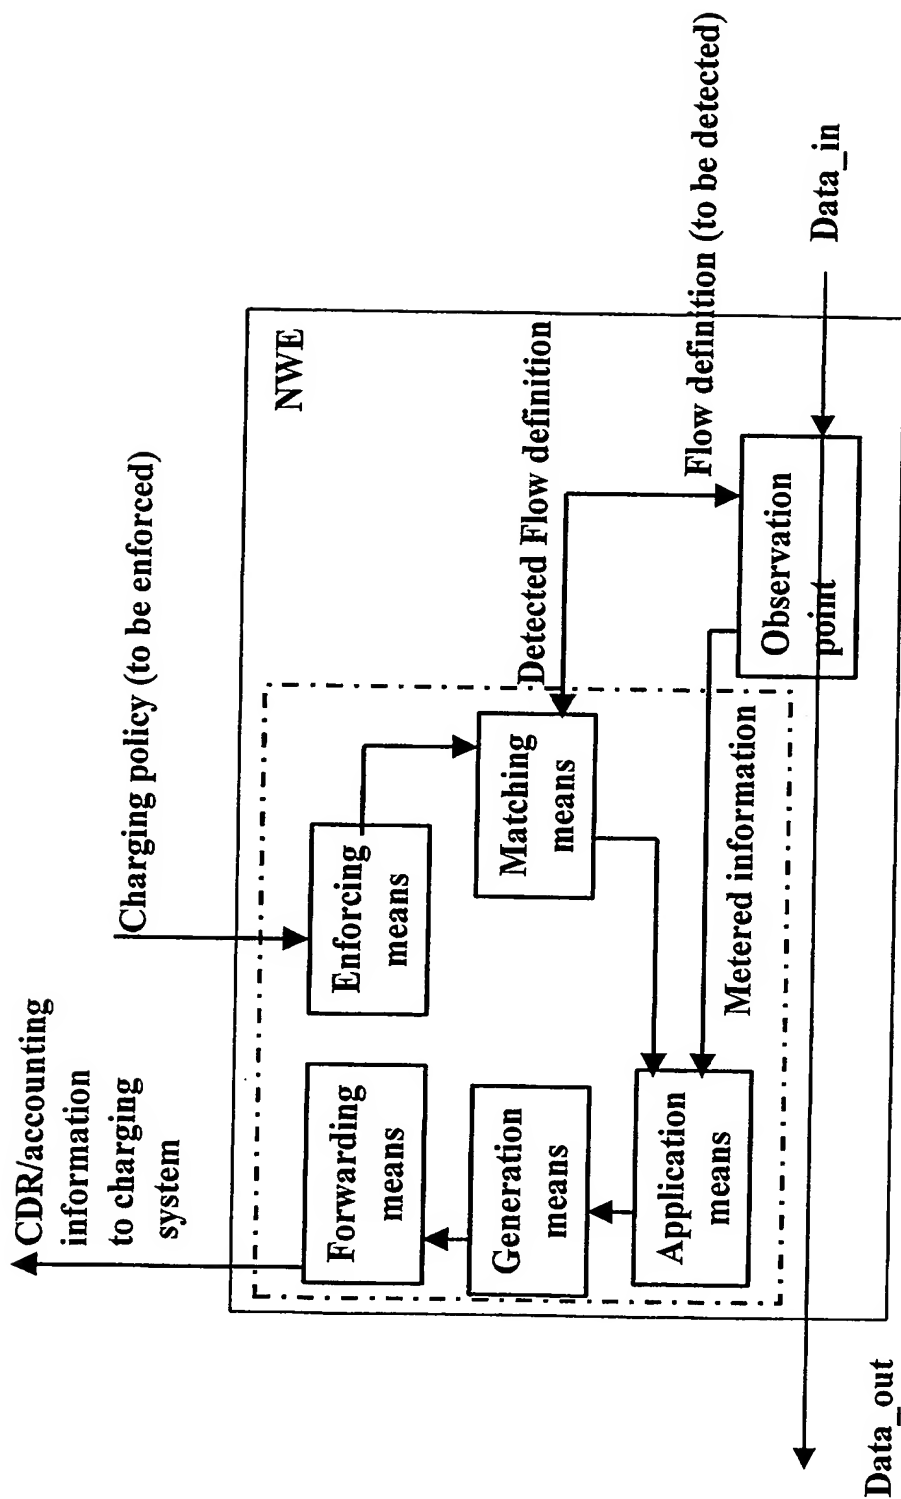 CDR/accounting
information
to charging
system
Charging policy (to be enforced)
NWE
Forwarding
means
Enforcing
means
Generation
means
Matching
means
Detected Flow definition
Application
means
Metered information
Flow definition (to be detected)
Observation
point
Data_in
Data_out